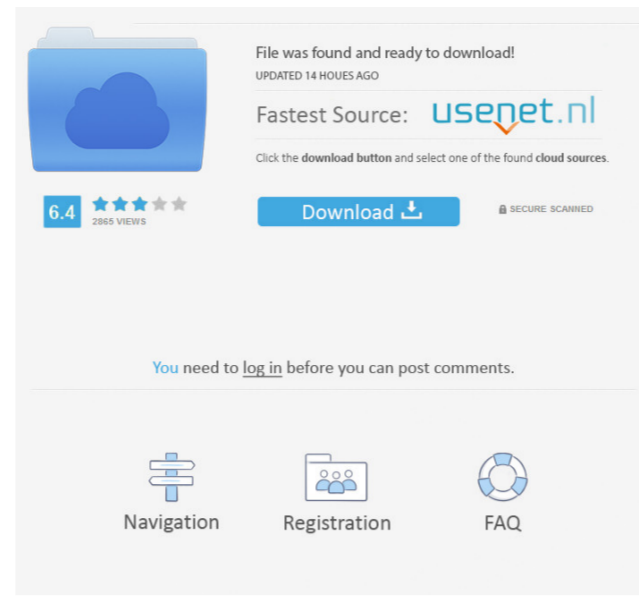 File was found and ready to download!
UPDATED 14 HOUES AGO
Fastest Source: usenet.nl
Click the download button and select one of the found cloud sources.
6.4
2865 VIEWS
Download
SECURE SCANNED
You need to log in before you can post comments.
Navigation
Registration
FAQ